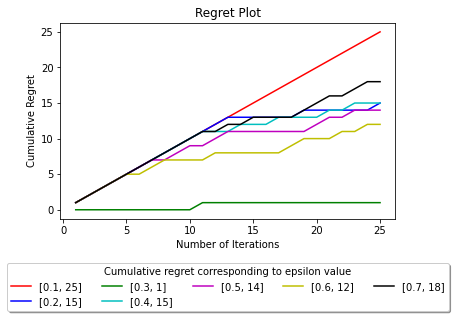 Regret Plot
25
20
15
10
5
0
Cumulative Regret
0 5 10 15 20 25
Number of Iterations
Cumulative regret corresponding to epsilon value
[0.1, 25] [0.3, 1] [0.5, 14] [0.6, 12] [0.7, 18]
[0.2, 15] [0.4, 15]